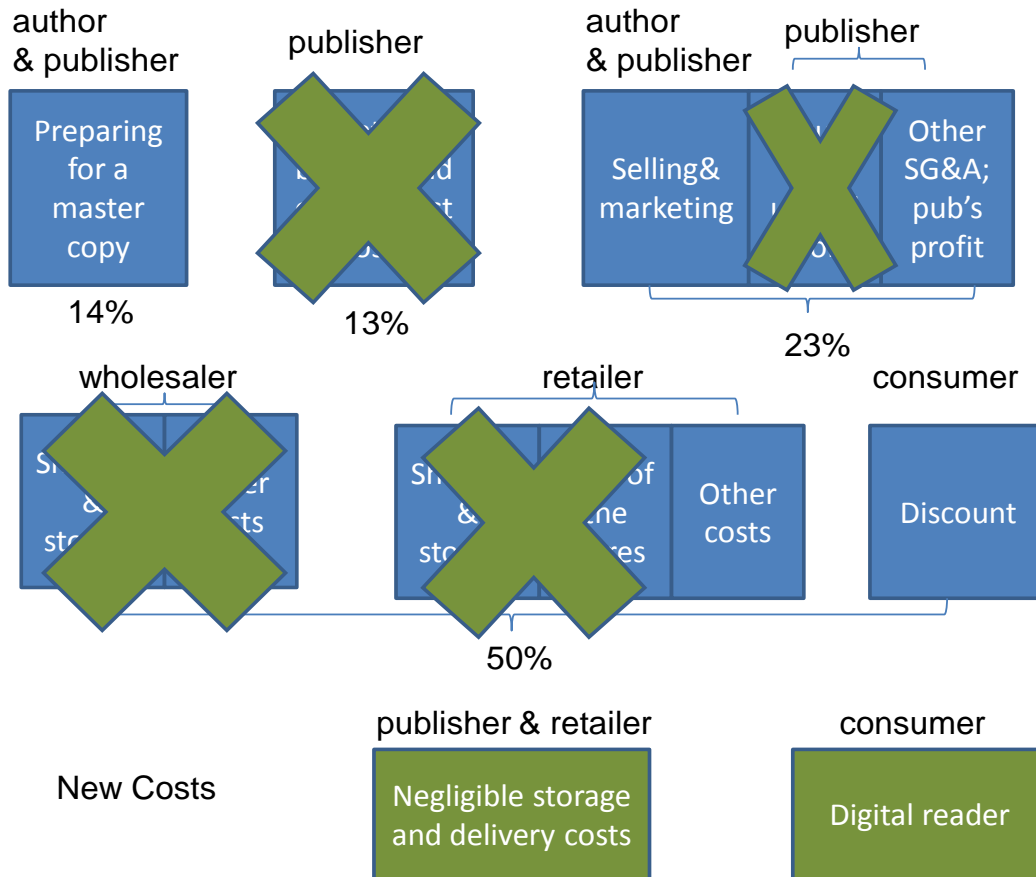 author
& publisher
publisher
author
& publisher
publisher
Preparing
for a
master
copy
Selling&
marketing
Other
SG&A;
pub's
profit
14%
13%
23%
wholesaler
retailer
consumer
&
&
of
Other
costs
Discount
50%
publisher & retailer
consumer
New Costs
Negligible storage
and delivery costs
Digital reader